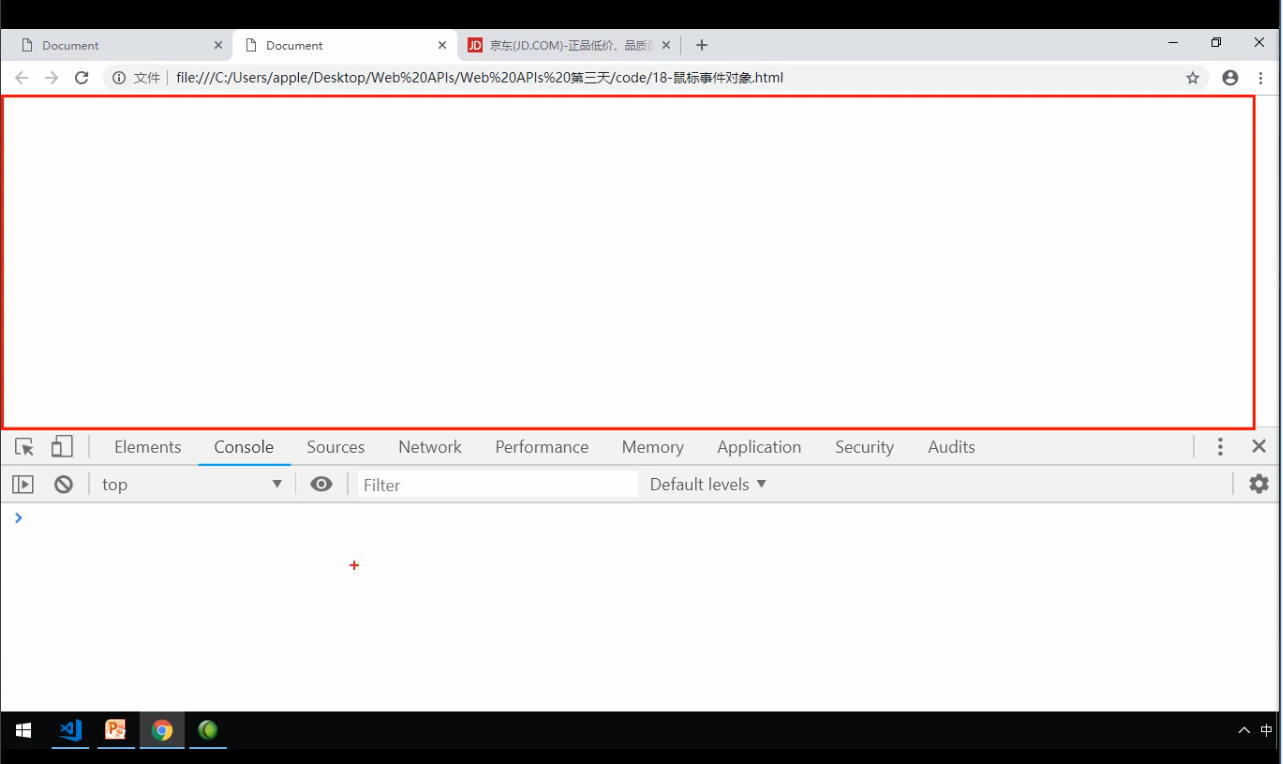 Document
Document
JD 京东(JD.COM)-正品低价、品质
文件 file:///C:/Users/apple/Desktop/Web%20APIs/Web%20APIs%20第三天/code/18-鼠标事件对象.html
Elements Console Sources Network Performance Memory Application Security Audits
top Filter Default levels
中